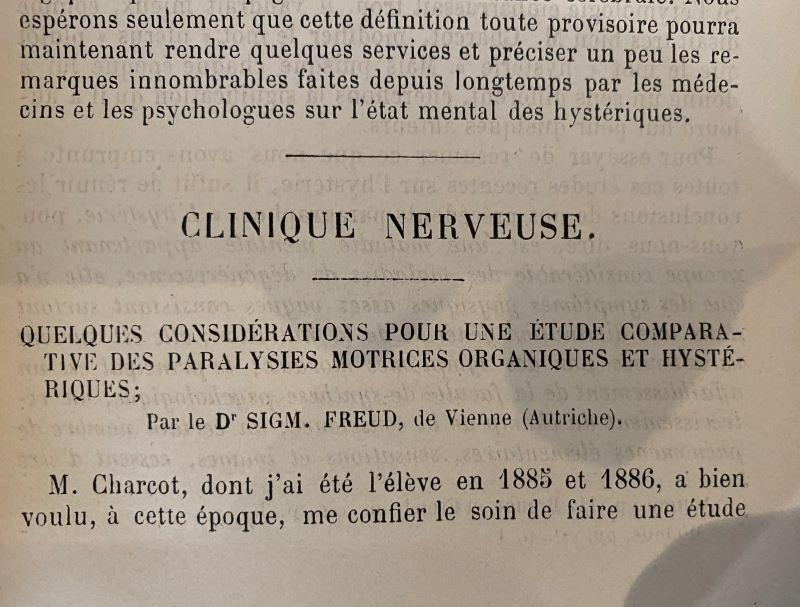 espérons seulement que cette définition toute provisoire pourra
maintenant rendre quelques services et préciser un peu les re-
marques innombrables faites depuis longtemps par les méde-
cins et les psychologues sur l'état mental des hystériques.
CLINIQUE NERVEUSE.
QUELQUES CONSIDÉRATIONS POUR UNE ÉTUDE COMPARA-
TIVE DES PARALYSIES MOTRICES ORGANIQUES ET HYSTÉ-
RIQUES;
Par le Dr SIGM. FREUD, de Vienne (Autriche).
M. Charcot, dont j'ai été l'élève en 1885 et 1886, a bien
voulu, à cette époque, me confier le soin de faire une étude